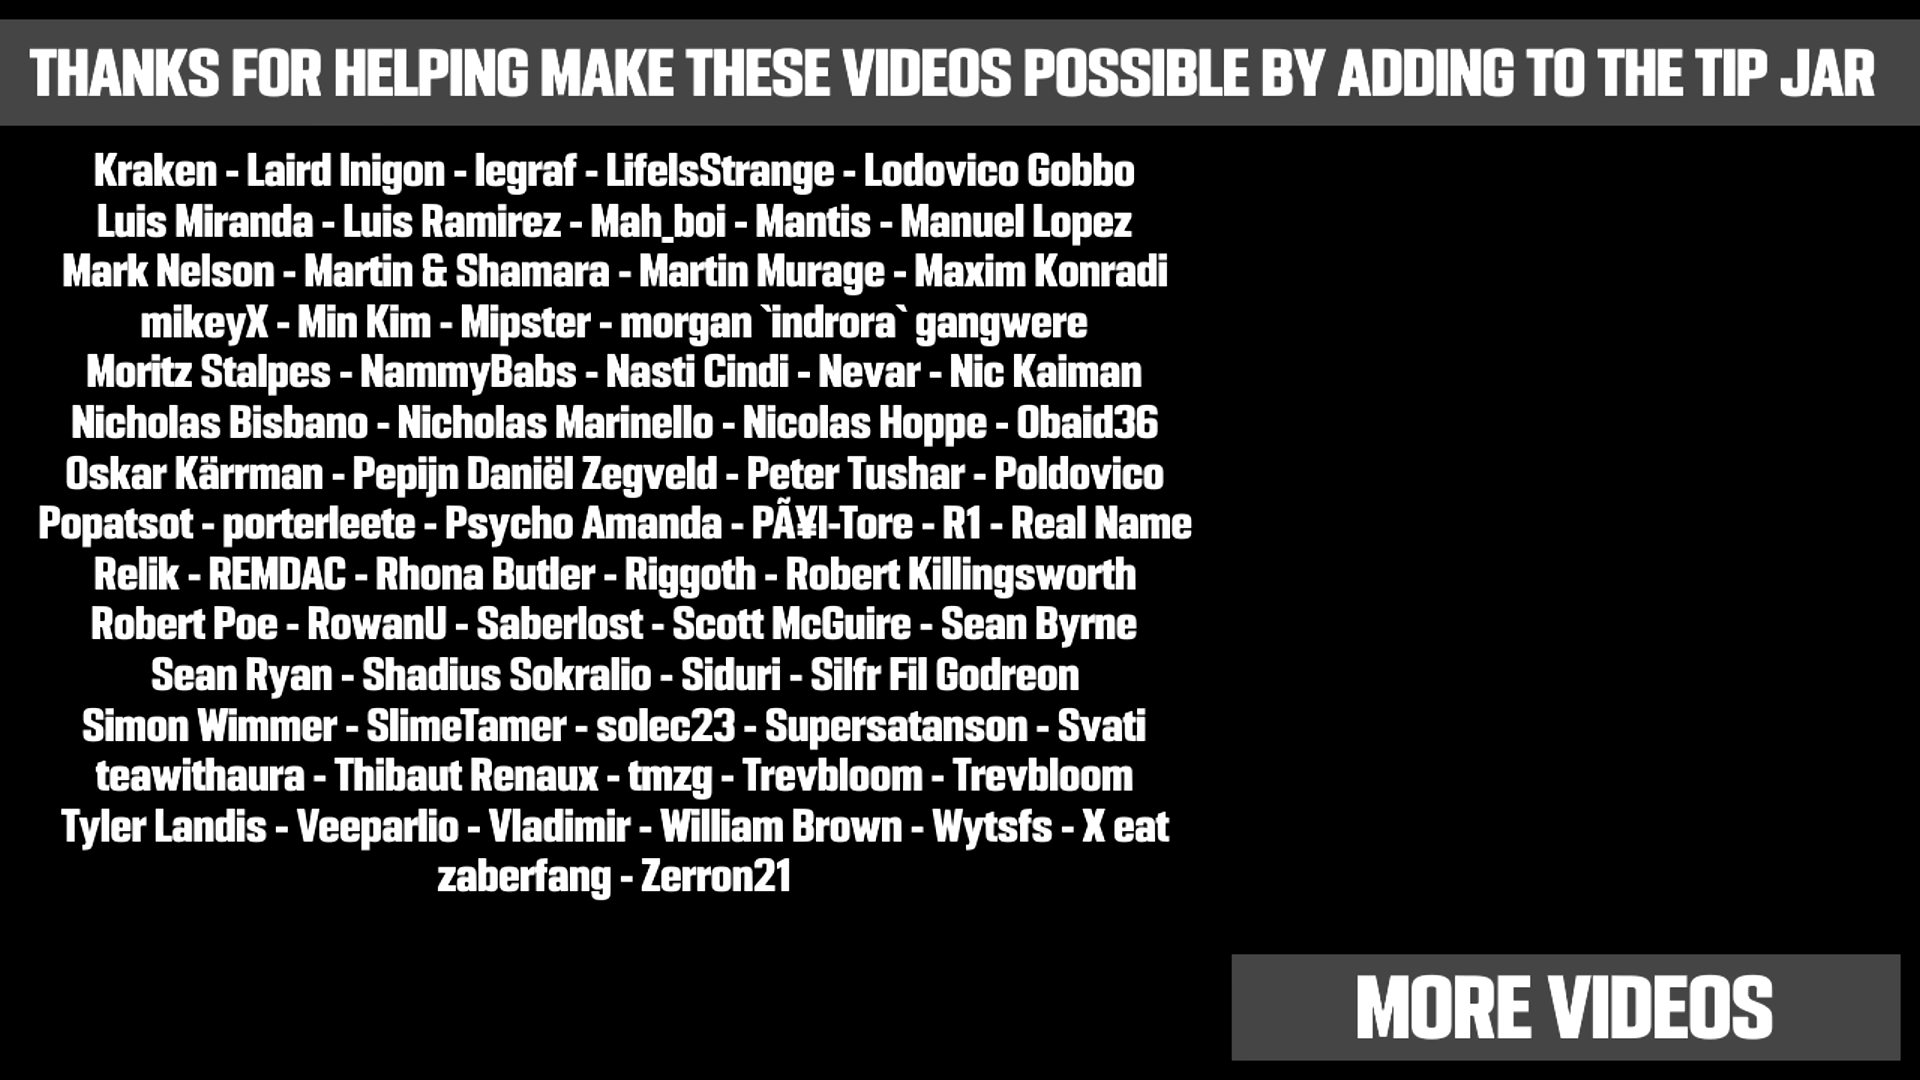 THANKS FOR HELPING MAKE THESE VIDEOS POSSIBLE BY ADDING TO THE TIP JAR
Kraken - Laird Inigon - legraf - LifeIsStrange - Lodovico Gobbo
Luis Miranda - Luis Ramirez - Mah_boi - Mantis - Manuel Lopez
Mark Nelson - Martin & Shamara - Martin Murage - Maxim Konradi
mikeyX - Min Kim - Mipster - morgan `indrora` gangwere
Moritz Stalpes - NammyBabs - Nasti Cindi - Nevar - Nic Kaiman
Nicholas Bisbano - Nicholas Marinello - Nicolas Hoppe - Obaid36
Oskar Kärrman - Pepijn Daniël Zegveld - Peter Tushar - Poldovico
Popatsot - porterleete - Psycho Amanda - PÃ¥l-Tore - R1 - Real Name
Relik - REMDAC - Rhona Butler - Riggoth - Robert Killingsworth
Robert Poe - RowanU - Saberlost - Scott McGuire - Sean Byrne
Sean Ryan - Shadius Sokralio - Siduri - Silfr Fil Godreon
Simon Wimmer - SlimeTamer - solec23 - Supersatanson - Svati
teawithaura - Thibaut Renaux - tmzg - Trevbloom - Trevbloom
Tyler Landis - Veeparlio - Vladimir - William Brown - Wytsfs - X eat
zaberfang - Zerron21
MORE VIDEOS